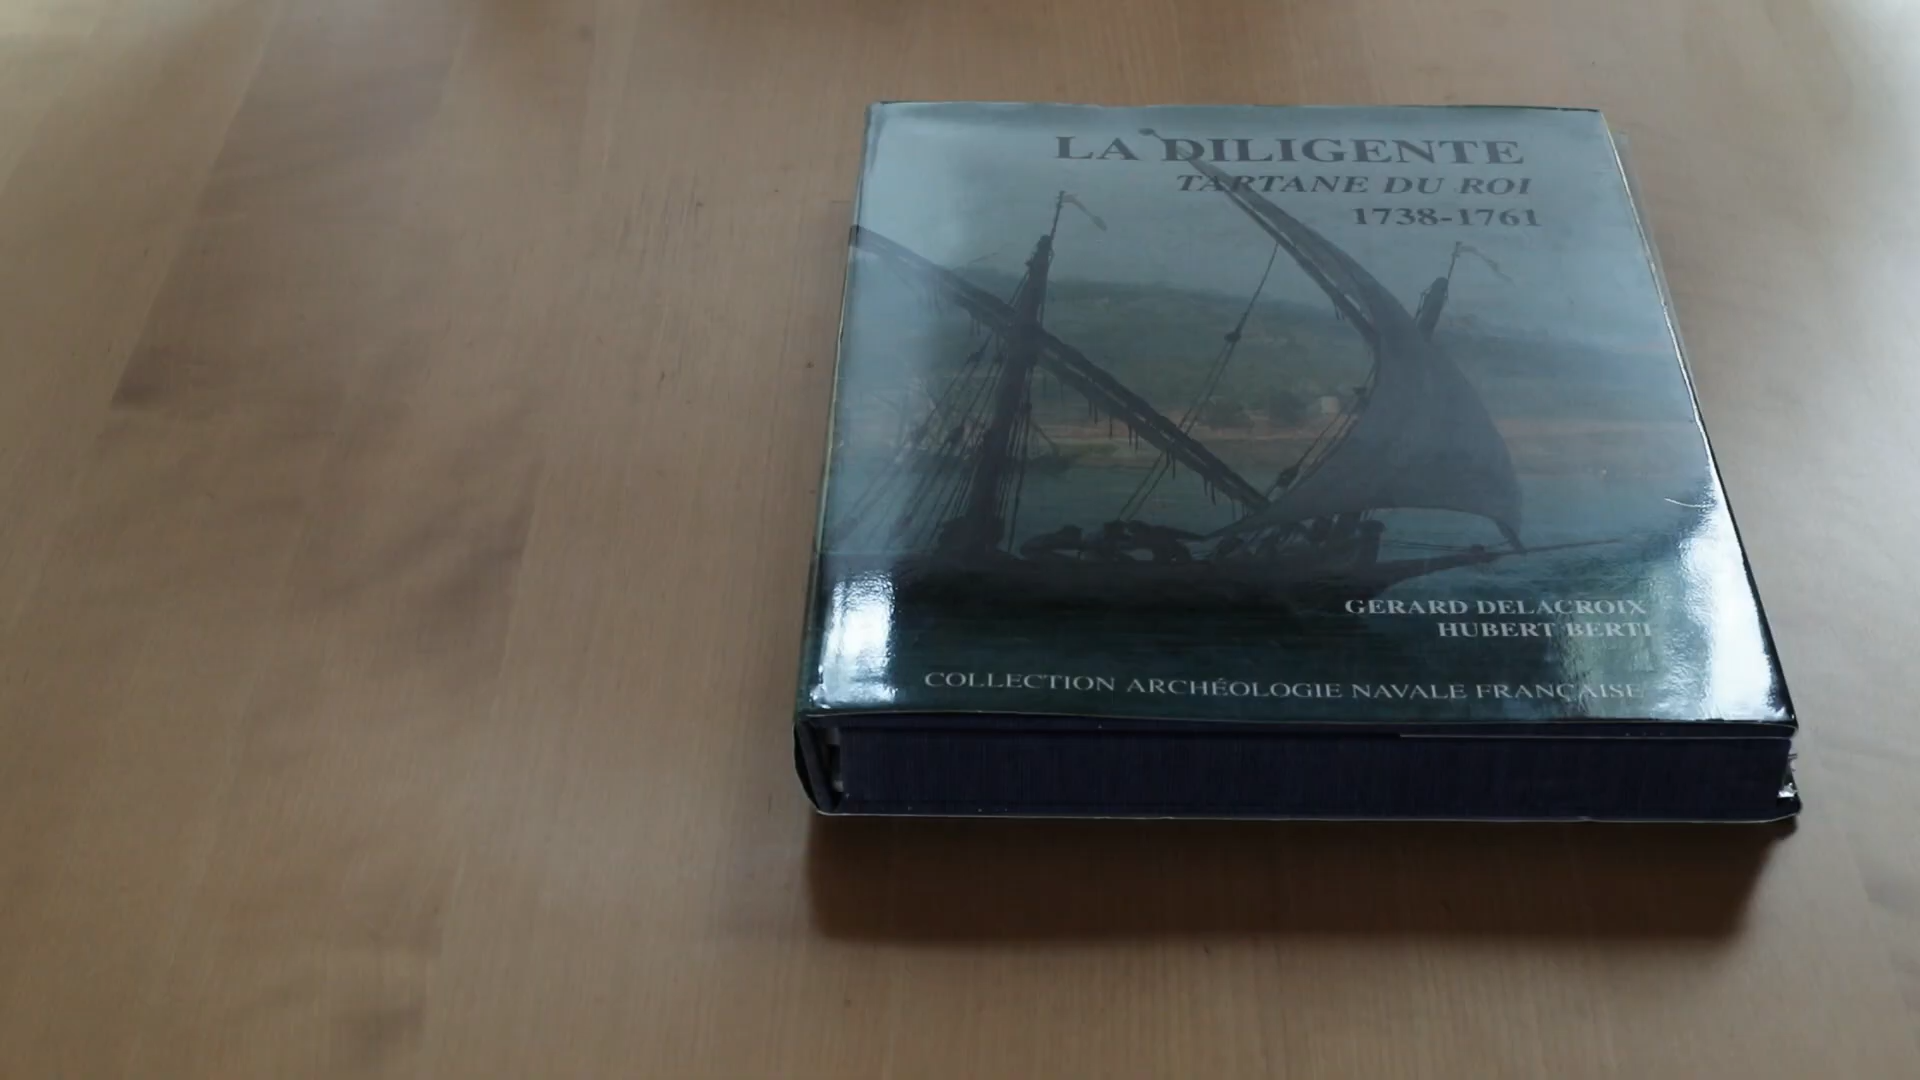 LA DILIGENTE
TARTANE DU ROI
1738-1761
GERARD DELACROIX
HUBERT BERTI
COLLECTION ARCHÉOLOGIE NAVALE FRANÇAISE